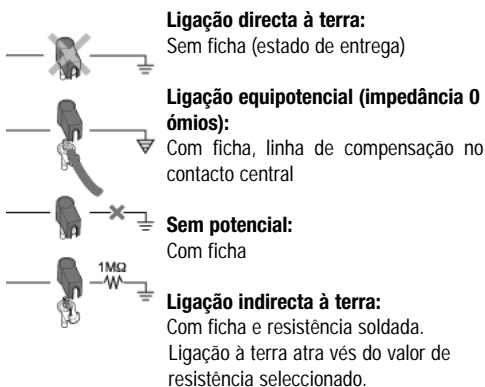 Ligação directa à terra:
Sem ficha (estado de entrega)
Ligação equipotencial (impedância 0
ómios):
Com ficha, linha de compensação no
contacto central
Sem potencial:
Com ficha
1MΩ
Ligação indirecta à terra:
Com ficha e resistência soldada.
Ligação à terra atra vés do valor de
resistência seleccionado.